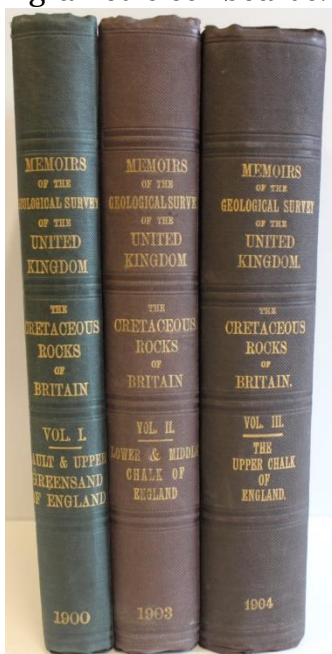 MEMOIRS
OF THE
GEOLOGICAL SURVEY
OF THE
UNITED
KINGDOM
THE
CRETACEOUS
ROCKS
OF
BRITAIN
VOL. I.
GAULT & UPPER
GREENSAND
OF ENGLAND
1900
MEMOIRS
OF THE
GEOLOGICAL SURVEY
OF THE
UNITED
KINGDOM
THE
CRETACEOUS
ROCKS
OF
BRITAIN
VOL. II.
LOWER & MIDDLE
CHALK OF
ENGLAND
1903
MEMOIRS
OF THE
GEOLOGICAL SURVEY
OF THE
UNITED
KINGDOM.
THE
CRETACEOUS
ROCKS
OF
BRITAIN.
VOL. III.
THE
UPPER CHALK
OF
ENGLAND.
1904